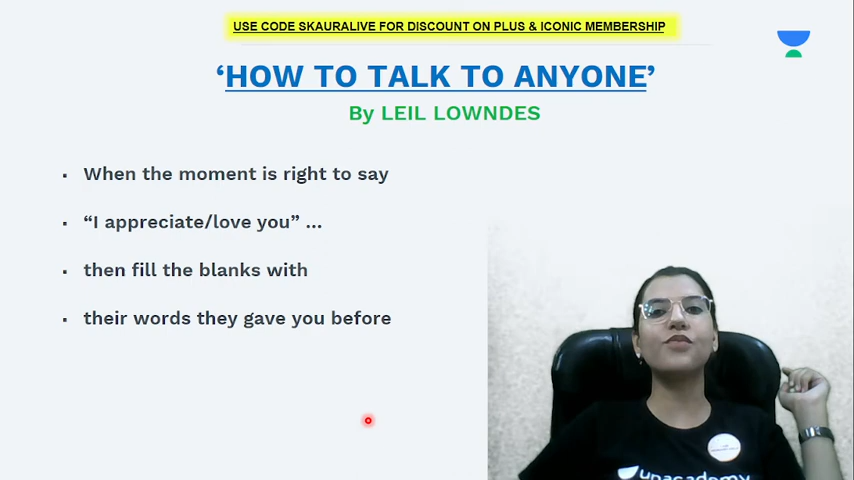 USE CODE SKAURALIVE FOR DISCOUNT ON PLUS & ICONIC MEMBERSHIP
‘HOW TO TALK TO ANYONE’
By LEIL LOWNDES
▪ When the moment is right to say
▪ “I appreciate/love you” ...
▪ then fill the blanks with
▪ their words they gave you before
unacademy